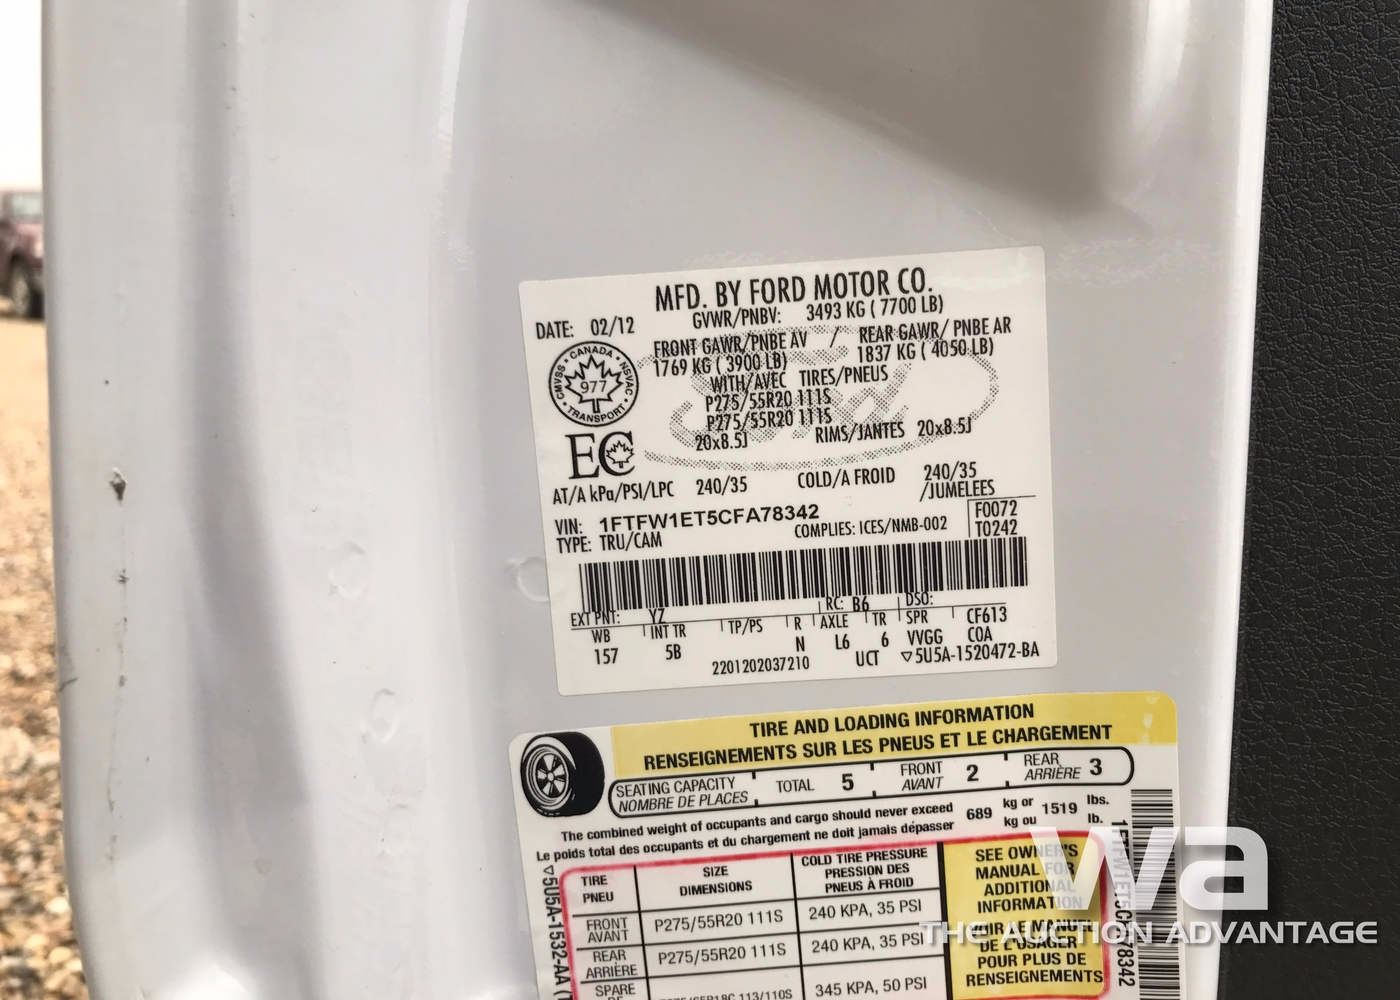 MFD. BY FORD MOTOR CO.
DATE: 02/12
GVWR/PNBV: 3493 KG ( 7700 LB)
FRONT GAWR/PNBE AV / REAR GAWR/ PNBE AR
1769 KG ( 3900 LB) 1837 KG ( 4050 LB)
WITH/AVEC TIRES/PNEUS
P275/55R20 111S
P275/55R20 111S
20x8.5J RIMS/JANTES 20x8.5J
CANADA
CMVSS NSVAC
977
TRANSPORT
EC
Ford
AT/A kPa/PSI/LPC 240/35 COLD/A FROID 240/35
/JUMELEES
VIN: 1FTFW1ET5CFA78342
TYPE: TRU/CAM COMPLIES: ICES/NMB-002
F0072
T0242
EXT PNT: YZ RC: B6 DSO:
WB INT TR TP/PS R AXLE TR SPR CF613
157 5B N L6 6 VVGG COA
2201202037210 UCT ▽5U5A-1520472-BA
TIRE AND LOADING INFORMATION
RENSEIGNEMENTS SUR LES PNEUS ET LE CHARGEMENT
SEATING CAPACITY TOTAL 5 FRONT 2 REAR 3
NOMBRE DE PLACES AVANT ARRIÈRE
The combined weight of occupants and cargo should never exceed 689 kg or 1519 lbs.
Le poids total des occupants et du chargement ne doit jamais dépasser kg ou lb.
TIRE SIZE COLD TIRE PRESSURE
PNEU DIMENSIONS PRESSION DES
PNEUS À FROID
FRONT
AVANT P275/55R20 111S 240 KPA, 35 PSI
REAR
ARRIÈRE P275/55R20 111S 240 KPA, 35 PSI
SPARE
DE 345 KPA, 50 PSI
SEE OWNER'S
MANUAL FOR
ADDITIONAL
INFORMATION
VOIR LE MANUEL
DE L'USAGER
POUR PLUS DE
RENSEIGNEMENTS
▽5U5A-1532-AA
1FTFW1ET5CFA78342
wa
THE AUCTION ADVANTAGE